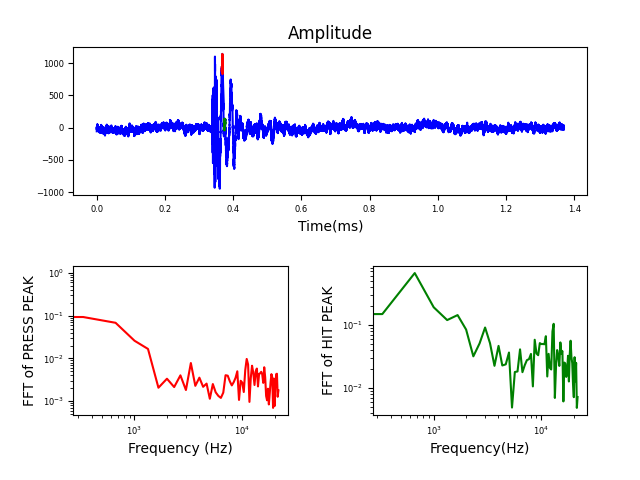 Amplitude
1000
500
0
−500
−1000
0.0 0.2 0.4 0.6 0.8 1.0 1.2 1.4
Time(ms)
FFT of PRESS PEAK
10⁰
10⁻¹
10⁻²
10⁻³
10³ 10⁴
Frequency (Hz)
FFT of HIT PEAK
10⁻¹
10⁻²
10³ 10⁴
Frequency(Hz)